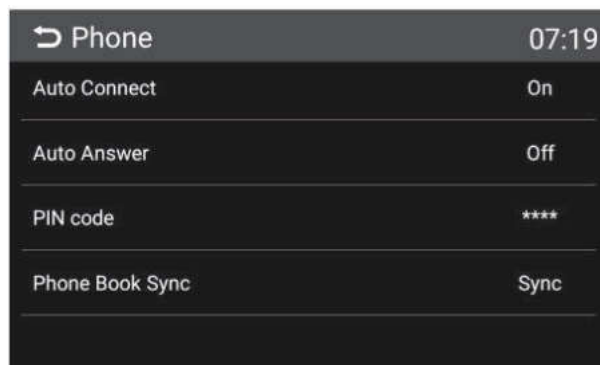 Phone 07:19
Auto Connect On
Auto Answer Off
PIN code ****
Phone Book Sync Sync